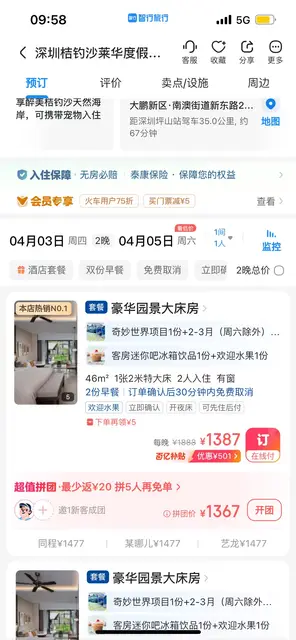 09:58
智行旅行
5G
60
深圳桔钓沙莱华度假...
客服
收藏
分享
更多
预订
评价
卖点/设施
周边
享醉美桔钓沙天然海岸，可携带宠物入住
大鹏新区·南澳街道新东路2...
距深圳坪山站驾车35.0公里，约67分钟
地图
入住保障·无房必赔·泰康保险·保障您的权益
会员专享
火车用户75折
买门票减¥5
查看
最低价
04月03日 周四
2晚
04月05日 周六
1间
1人
监控
酒店套餐
双份早餐
免费取消
立即确
2晚总价
本店热销NO.1
5
套餐 豪华园景大床房
奇妙世界项目1份+2-3月（周六除外）...
客房迷你吧冰箱饮品1份+欢迎水果1份
46m² 1张2米特大床 2人入住 有窗
2份早餐 订单确认后30分钟内免费取消
欢迎水果
立即确认
开夜床
可先住后付
下单再领¥5
每晚 ¥1888 ¥1387
百亿补贴
优惠¥501
订
在线付
超值拼团·最少返¥20 拼5人再免单
邀1新客成团
拼团价 ¥1367
开团
同程¥1477
某哪儿¥1477
艺龙¥1477
套餐 豪华园景大床房
奇妙世界项目1份+2-3月（周六除外）...
客房迷你吧冰箱饮品1份+欢迎水果1份